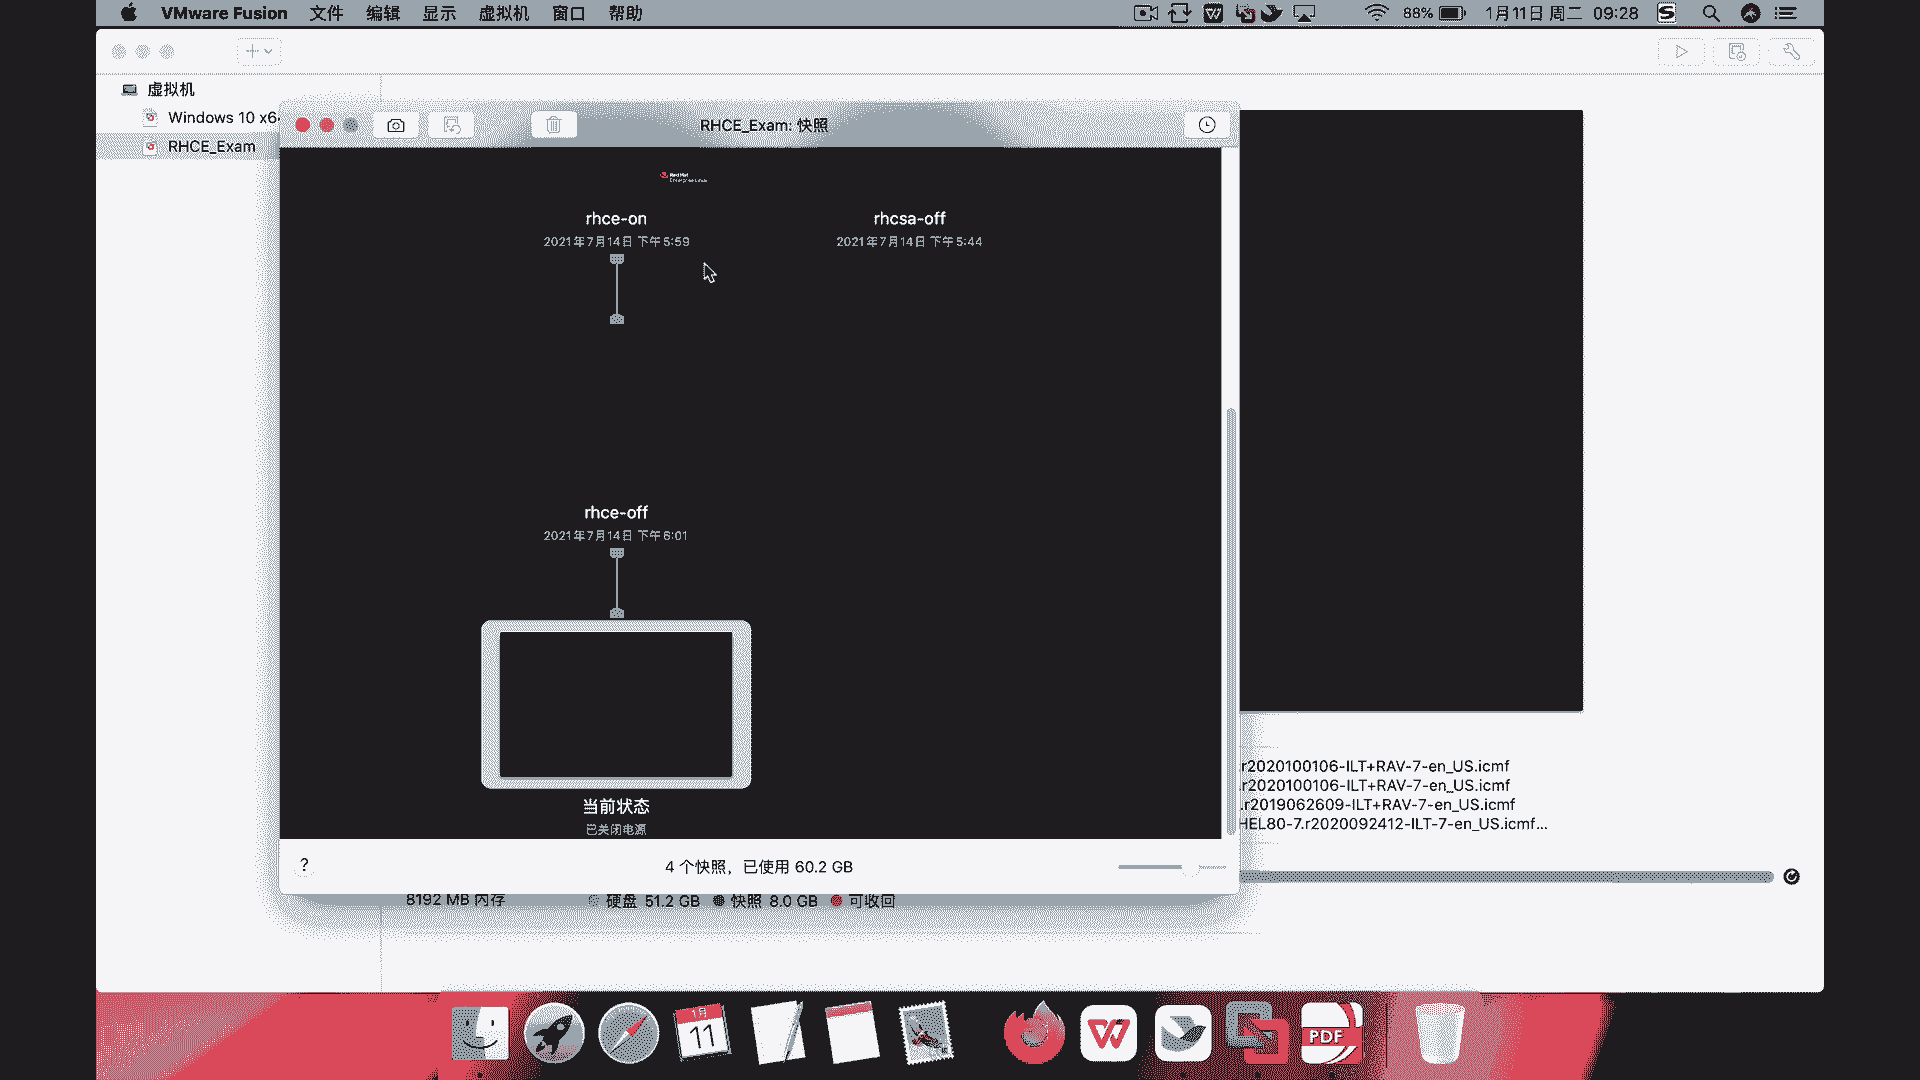 VMware Fusion 文件 编辑 显示 虚拟机 窗口 帮助 88% 1月11日 周二 09:28
虚拟机
Windows 10 x6
RHCE_Exam
RHCE_Exam: 快照
Red Hat
Enterprise Linux
rhce-on
2021年7月14日 下午5:59
rhcsa-off
2021年7月14日 下午5:44
rhce-off
2021年7月14日 下午6:01
当前状态
已关闭电源
? 4 个快照，已使用 60.2 GB
r2020100106-ILT+RAV-7-en_US.icmf
r2020100106-ILT+RAV-7-en_US.icmf
.r2019062609-ILT+RAV-7-en_US.icmf
HEL80-7.r2020092412-ILT-7-en_US.icmf...
8192 MB 内存 硬盘 51.2 GB 快照 8.0 GB 可收回
1月
11
PDF